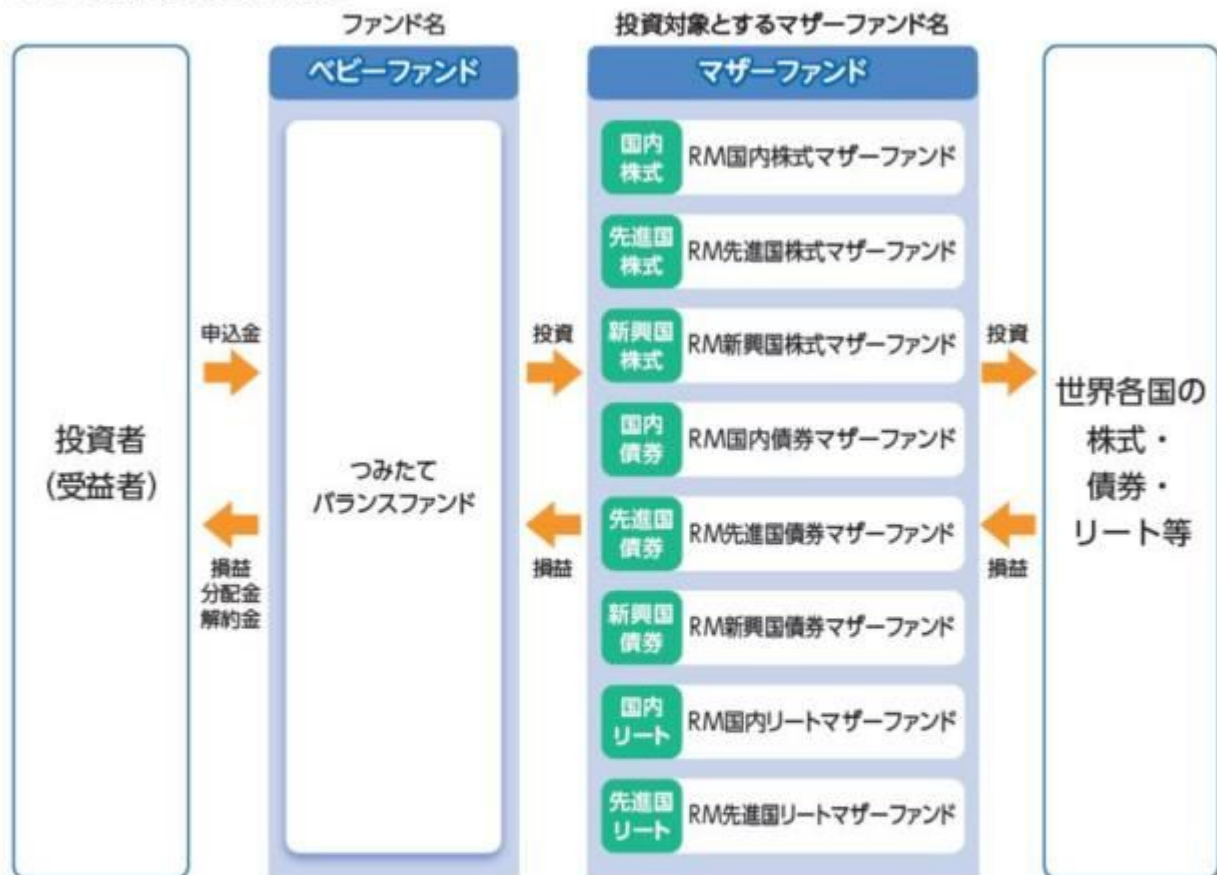 ファンド名
投資対象とするマザーファンド名
ベビーファンド
マザーファンド
投資者
（受益者）
申込金
損益
分配金
解約金
つみたて
バランスファンド
投資
損益
国内
株式
RM国内株式マザーファンド
先進国
株式
RM先進国株式マザーファンド
新興国
株式
RM新興国株式マザーファンド
国内
債券
RM国内債券マザーファンド
先進国
債券
RM先進国債券マザーファンド
新興国
債券
RM新興国債券マザーファンド
国内
リート
RM国内リートマザーファンド
先進国
リート
RM先進国リートマザーファンド
投資
損益
世界各国の
株式・
債券・
リート等